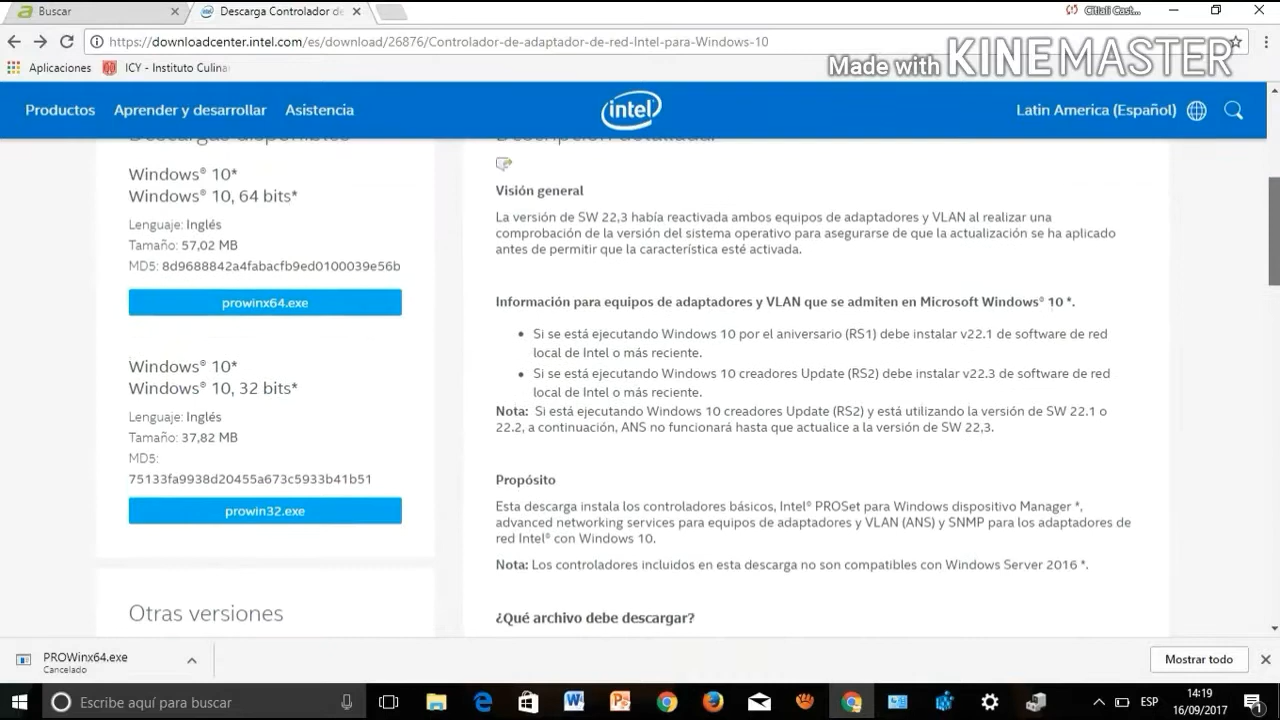 Buscar
Descarga Controlador de
Citlali Cast...
https://downloadcenter.intel.com/es/download/26876/Controlador-de-adaptador-de-red-Intel-para-Windows-10
Aplicaciones
ICY - Instituto Culina
Made with KINEMASTER
Productos
Aprender y desarrollar
Asistencia
intel
Latin America (Español)
Descargas disponibles
Windows® 10*
Windows® 10, 64 bits*
Lenguaje: Inglés
Tamaño: 57,02 MB
MD5: 8d9688842a4fabacfb9ed0100039e56b
prowinx64.exe
Windows® 10*
Windows® 10, 32 bits*
Lenguaje: Inglés
Tamaño: 37,82 MB
MD5:
75133fa9938d20455a673c5933b41b51
prowin32.exe
Otras versiones
Descripción detallada:
Visión general
La versión de SW 22,3 había reactivada ambos equipos de adaptadores y VLAN al realizar una
comprobación de la versión del sistema operativo para asegurarse de que la actualización se ha aplicado
antes de permitir que la característica esté activada.
Información para equipos de adaptadores y VLAN que se admiten en Microsoft Windows® 10 *.
• Si se está ejecutando Windows 10 por el aniversario (RS1) debe instalar v22.1 de software de red
local de Intel o más reciente.
• Si se está ejecutando Windows 10 creadores Update (RS2) debe instalar v22.3 de software de red
local de Intel o más reciente.
Nota: Si está ejecutando Windows 10 creadores Update (RS2) y está utilizando la versión de SW 22.1 o
22.2, a continuación, ANS no funcionará hasta que actualice a la versión de SW 22,3.
Propósito
Esta descarga instala los controladores básicos, Intel® PROSet para Windows dispositivo Manager *,
advanced networking services para equipos de adaptadores y VLAN (ANS) y SNMP para los adaptadores de
red Intel® con Windows 10.
Nota: Los controladores incluidos en esta descarga no son compatibles con Windows Server 2016 *.
¿Qué archivo debe descargar?
PROWinx64.exe
Cancelado
Mostrar todo
Escribe aquí para buscar
ESP
14:19
16/09/2017